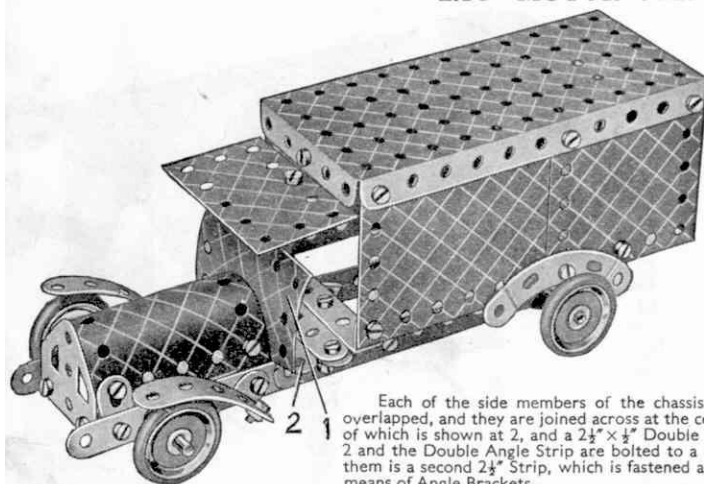 2 1
Each of the side members of the chassis
overlapped, and they are joined across at the
of which is shown at 2, and a 2½″ × ½″ Double
2 and the Double Angle Strip are bolted to a
them is a second 2½″ Strip, which is fastened
means of Angle Brackets.